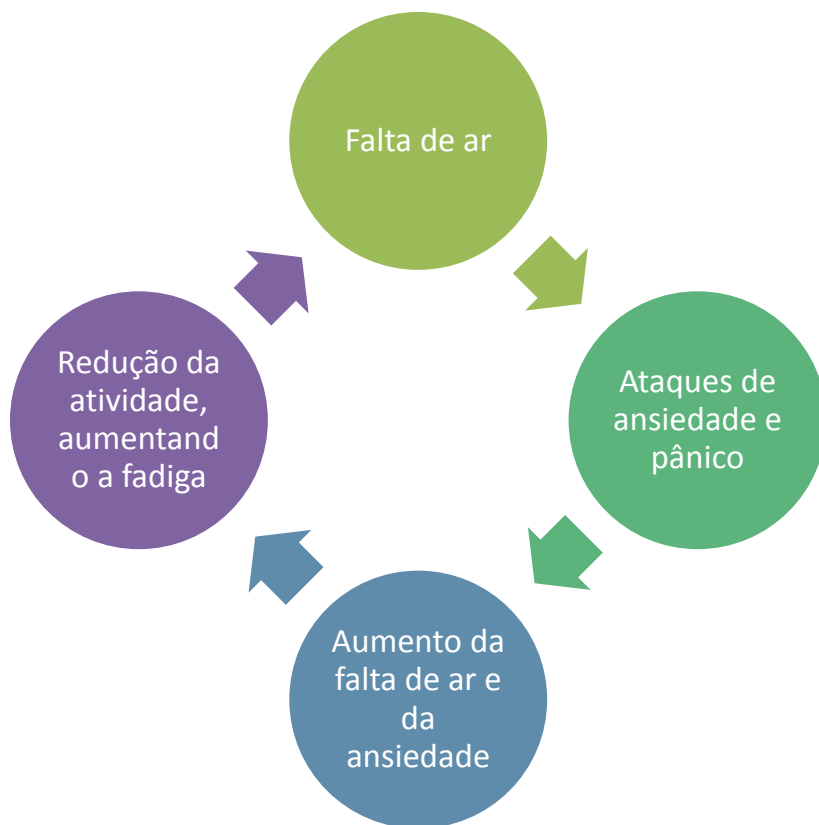 Falta de ar
Ataques de
ansiedade e
pânico
Aumento da
falta de ar e
da
ansiedade
Redução da
atividade,
aumentand
o a fadiga